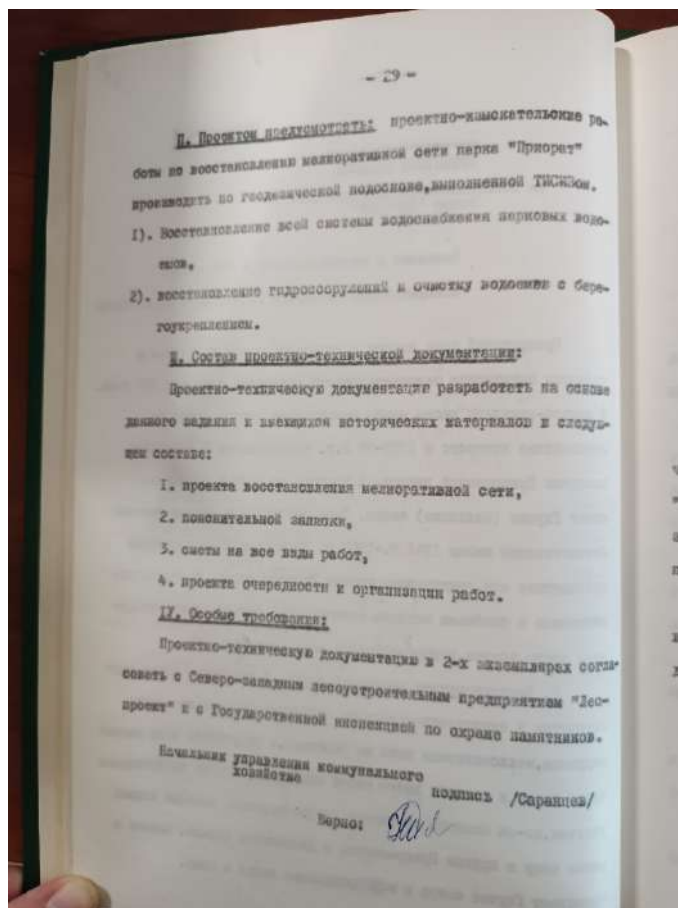 - 29 -
П. Проектом предусмотреть: проектно-изыскательские ра-
боты по восстановлению мелиоративной сети парка "Приорат"
производить по геодезической подоснове, выполненной ТИСИЗом.
1). Восстановление всей системы водоснабжения парковых водо-
емов,
2). восстановление гидросооружений и очистку водоемов с бере-
гоукреплением.
Ш. Состав проектно-технической документации:
Проектно-техническую документацию разработать на основе
данного задания и имеющихся исторических материалов в следую-
щем составе:
1. проекта восстановления мелиоративной сети,
2. пояснительной записки,
3. сметы на все виды работ,
4. проекта очередности и организации работ.
IУ. Особые требования:
Проектно-техническую документацию в 2-х экземплярах согла-
совать с Северо-западным лесоустроительным предприятием "Лес-
проект" и с Государственной инспекцией по охране памятников.
Начальник управления коммунального
хозяйства
подпись /Саранцев/
Верно: